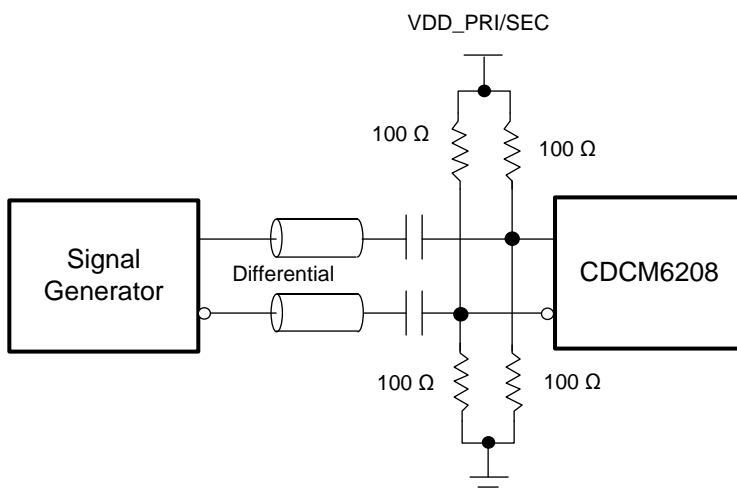 VDD_PRI/SEC
100 Ω
100 Ω
Signal
Generator
Differential
CDCM6208
100 Ω
100 Ω